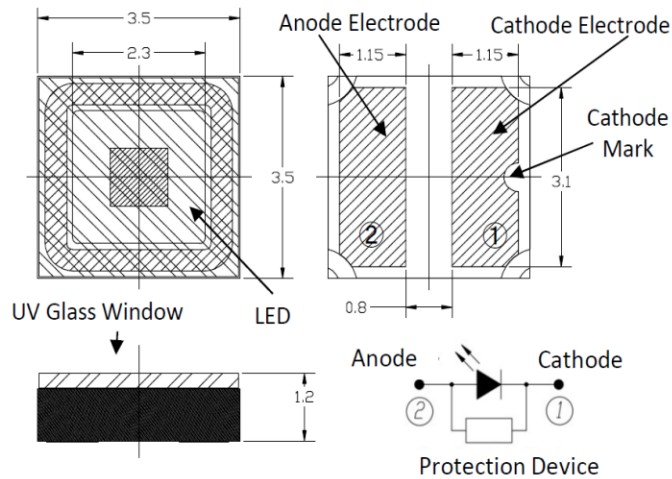 3.5
2.3
3.5
UV Glass Window
LED
Anode Electrode
Cathode Electrode
1.15
1.15
Cathode
Mark
3.1
②
①
0.8
1.2
Anode
Cathode
②
①
Protection Device